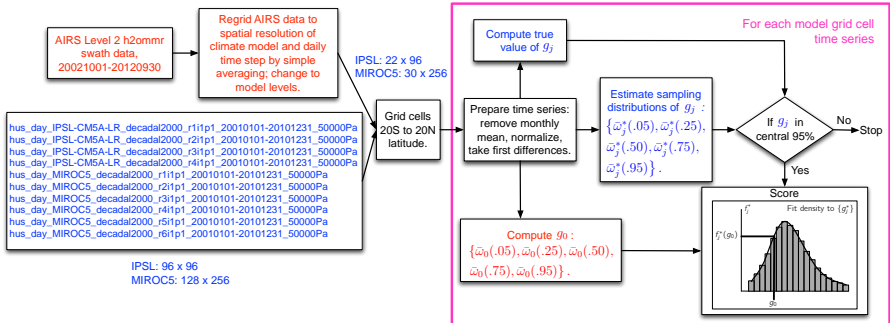 AIRS Level 2 h2ommr
swath data,
20021001-20120930
Regrid AIRS data to
spatial resolution of
climate model and daily
time step by simple
averaging; change to
model levels.
IPSL: 22 x 96
MIROC5: 30 x 256
hus_day_IPSL-CM5A-LR_decadal2000_r1i1p1_20010101-20101231_50000Pa
hus_day_IPSL-CM5A-LR_decadal2000_r2i1p1_20010101-20101231_50000Pa
hus_day_IPSL-CM5A-LR_decadal2000_r3i1p1_20010101-20101231_50000Pa
hus_day_IPSL-CM5A-LR_decadal2000_r4i1p1_20010101-20101231_50000Pa
hus_day_MIROC5_decadal2000_r1i1p1_20010101-20101231_50000Pa
hus_day_MIROC5_decadal2000_r2i1p1_20010101-20101231_50000Pa
hus_day_MIROC5_decadal2000_r3i1p1_20010101-20101231_50000Pa
hus_day_MIROC5_decadal2000_r4i1p1_20010101-20101231_50000Pa
hus_day_MIROC5_decadal2000_r5i1p1_20010101-20101231_50000Pa
hus_day_MIROC5_decadal2000_r6i1p1_20010101-20101231_50000Pa
IPSL: 96 x 96
MIROC5: 128 x 256
Grid cells
20S to 20N
latitude.
For each model grid cell
time series
Compute true
value of g_j
Prepare time series:
remove monthly
mean, normalize,
take first differences.
Estimate sampling
distributions of g_j :
{ω̄*_j(.05), ω̄*_j(.25),
ω̄*_j(.50), ω̄*_j(.75),
ω̄*_j(.95)} .
If g_j in
central 95%
No
Stop
Yes
Compute g_0 :
{ω̄_0(.05), ω̄_0(.25), ω̄_0(.50),
ω̄_0(.75), ω̄_0(.95)} .
Score
f*_j
Fit density to {g*_j}
f*_j(g_0)
g_0